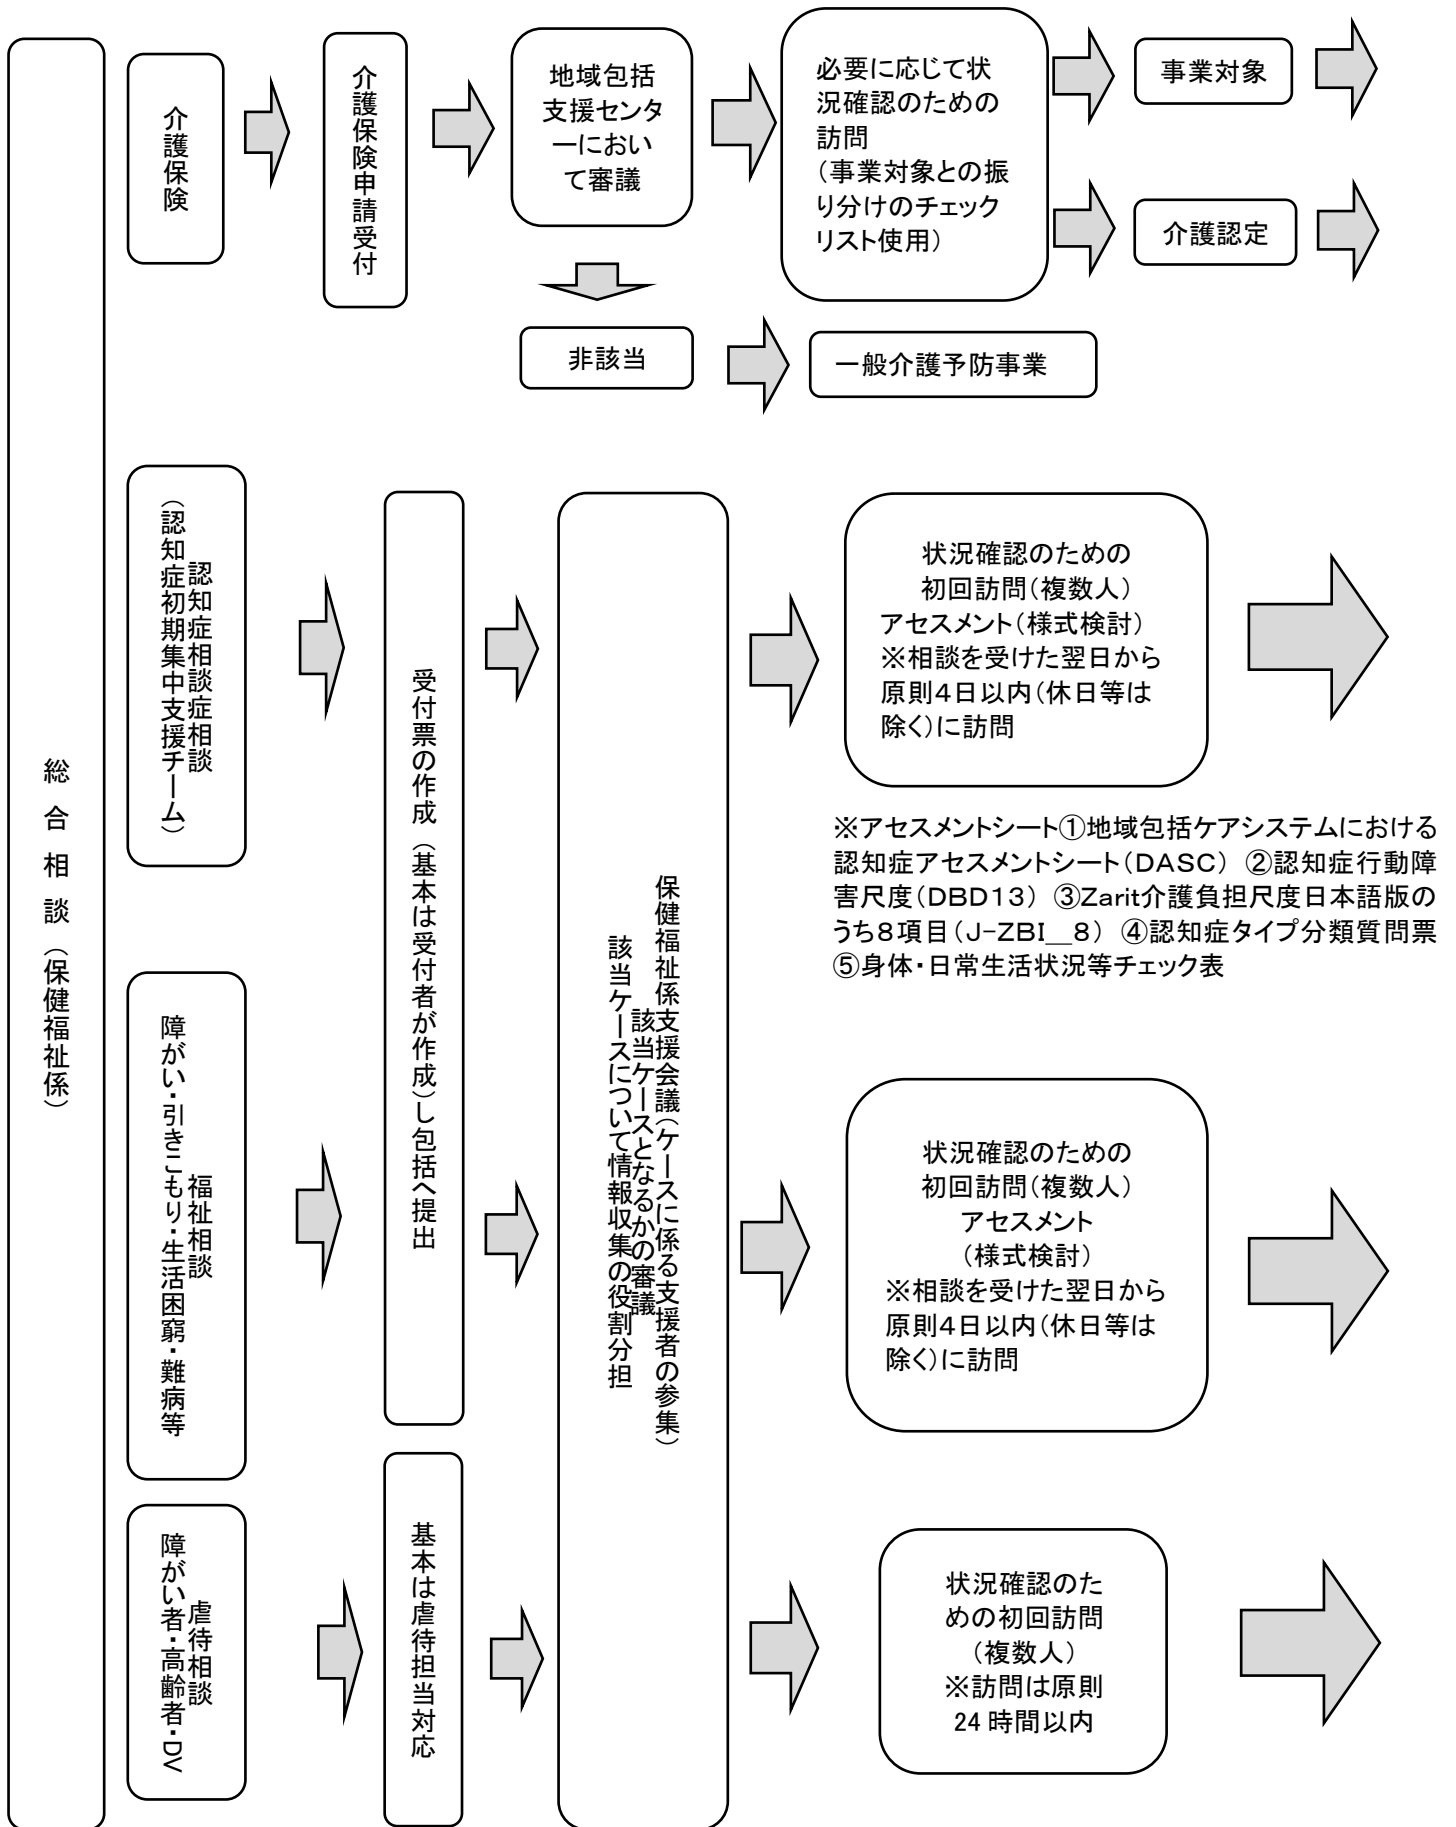 総合相談（保健福祉係）
介護保険
介護保険申請受付
地域包括
支援センタ
ーにおい
て審議
必要に応じて状
況確認のための
訪問
（事業対象との振
り分けのチェック
リスト使用）
事業対象
介護認定
非該当
一般介護予防事業
認知症相談症相談
（認知症初期集中支援チーム）
受付票の作成（基本は受付者が作成）し包括へ提出
保健福祉係支援会議（ケースに係る支援者の参集）
該当ケースとなるかの審議
該当ケースについて情報収集の役割分担
状況確認のための
初回訪問（複数人）
アセスメント（様式検討）
※相談を受けた翌日から
原則４日以内（休日等は
除く）に訪問
※アセスメントシート①地域包括ケアシステムにおける
認知症アセスメントシート（DASC） ②認知症行動障
害尺度（DBD13） ③Zarit介護負担尺度日本語版の
うち８項目（J-ZBI＿8） ④認知症タイプ分類質問票
⑤身体・日常生活状況等チェック表
福祉相談
障がい・引きこもり・生活困窮・難病等
状況確認のための
初回訪問（複数人）
アセスメント
（様式検討）
※相談を受けた翌日から
原則４日以内（休日等は
除く）に訪問
虐待相談
障がい者・高齢者・DV
基本は虐待担当対応
状況確認のた
めの初回訪問
（複数人）
※訪問は原則
24 時間以内